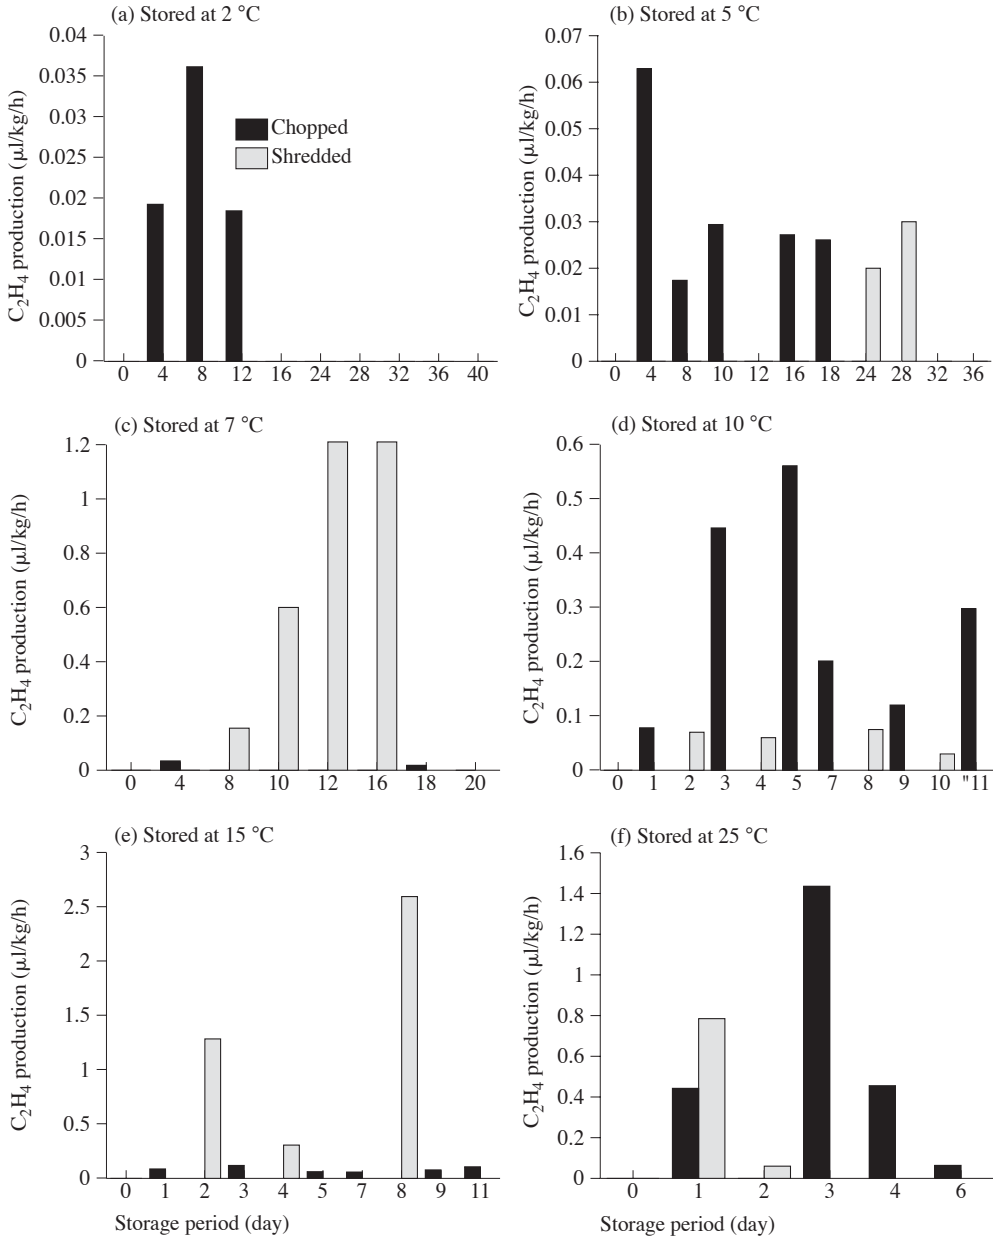 (a) Stored at 2 °C
C2H4 production (µl/kg/h)
0.04
0.035
0.03
0.025
0.02
0.015
0.01
0.005
0
Chopped
Shredded
0 4 8 12 16 24 28 32 36 40
(b) Stored at 5 °C
C2H4 production (µl/kg/h)
0.07
0.06
0.05
0.04
0.03
0.02
0.01
0
0 4 8 10 12 16 18 24 28 32 36
(c) Stored at 7 °C
C2H4 production (µl/kg/h)
1.2
1
0.8
0.6
0.4
0.2
0
0 4 8 10 12 16 18 20
(d) Stored at 10 °C
C2H4 production (µl/kg/h)
0.6
0.5
0.4
0.3
0.2
0.1
0
0 1 2 3 4 5 7 8 9 10 "11
(e) Stored at 15 °C
C2H4 production (µl/kg/h)
3
2.5
2
1.5
1
0.5
0
0 1 2 3 4 5 7 8 9 11
Storage period (day)
(f) Stored at 25 °C
C2H4 production (µl/kg/h)
1.6
1.4
1.2
1
0.8
0.6
0.4
0.2
0
0 1 2 3 4 6
Storage period (day)